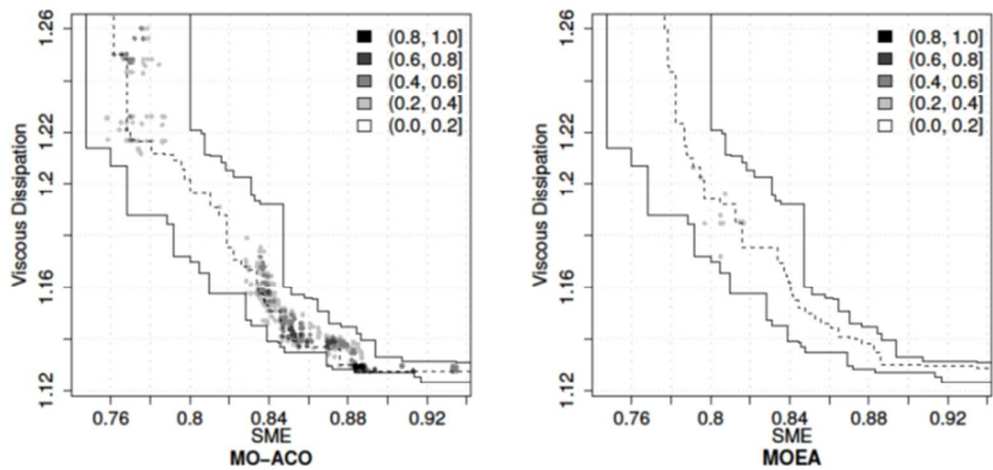 1.26
1.22
1.2
1.16
1.12
Viscous Dissipation
(0.8, 1.0]
(0.6, 0.8]
(0.4, 0.6]
(0.2, 0.4]
(0.0, 0.2]
0.76 0.8 0.84 0.88 0.92
SME
MO-ACO
1.26
1.22
1.2
1.16
1.12
Viscous Dissipation
(0.8, 1.0]
(0.6, 0.8]
(0.4, 0.6]
(0.2, 0.4]
(0.0, 0.2]
0.76 0.8 0.84 0.88 0.92
SME
MOEA